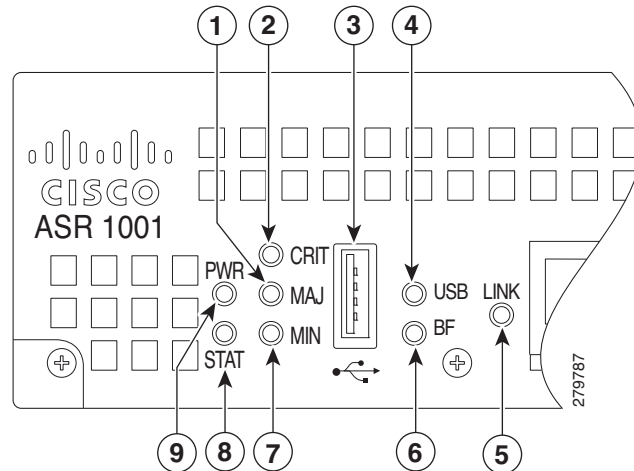 1 2 3 4
CISCO
ASR 1001
CRIT
PWR MAJ USB LINK
MIN BF
STAT
279787
9 8 7 6 5